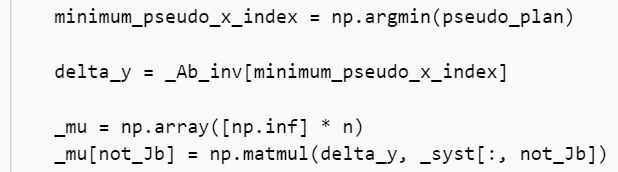 minimum_pseudo_x_index = np.argmin(pseudo_plan)
delta_y = _Ab_inv[minimum_pseudo_x_index]
_mu = np.array([np.inf] * n)
_mu[not_Jb] = np.matmul(delta_y, _syst[:, not_Jb])